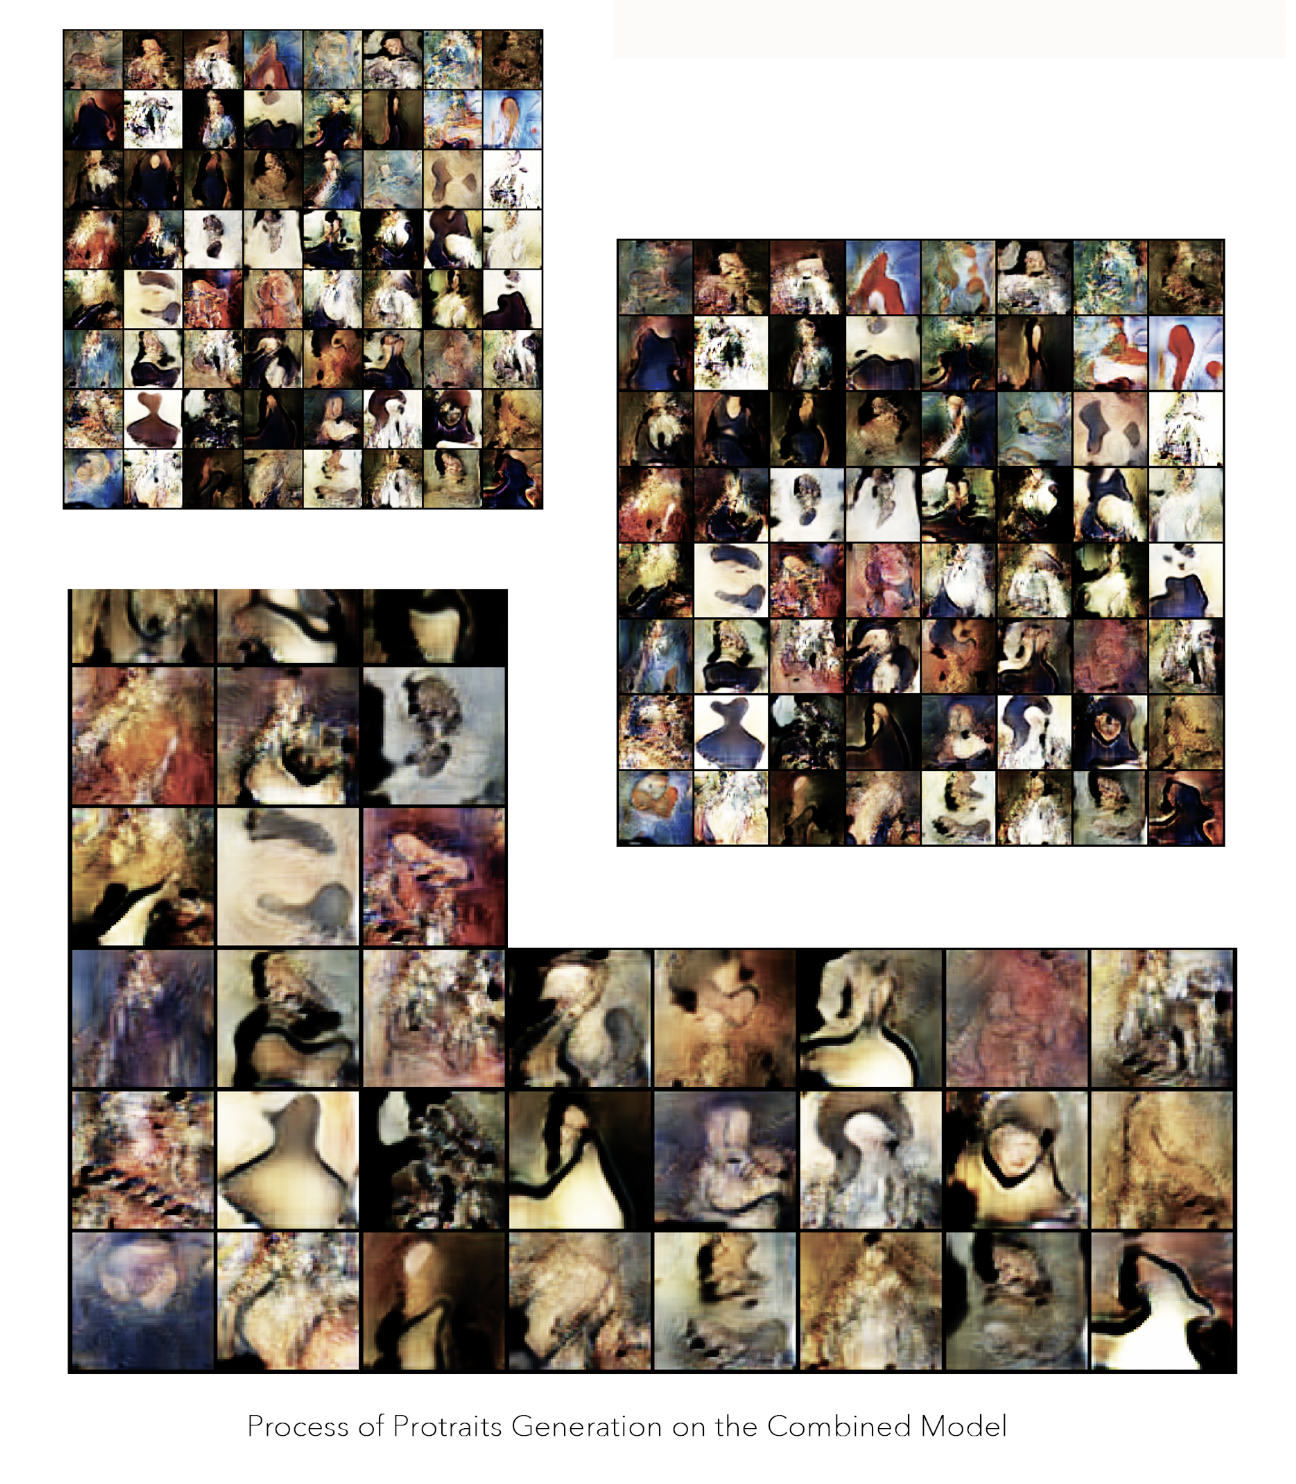 Process of Protraits Generation on the Combined Model